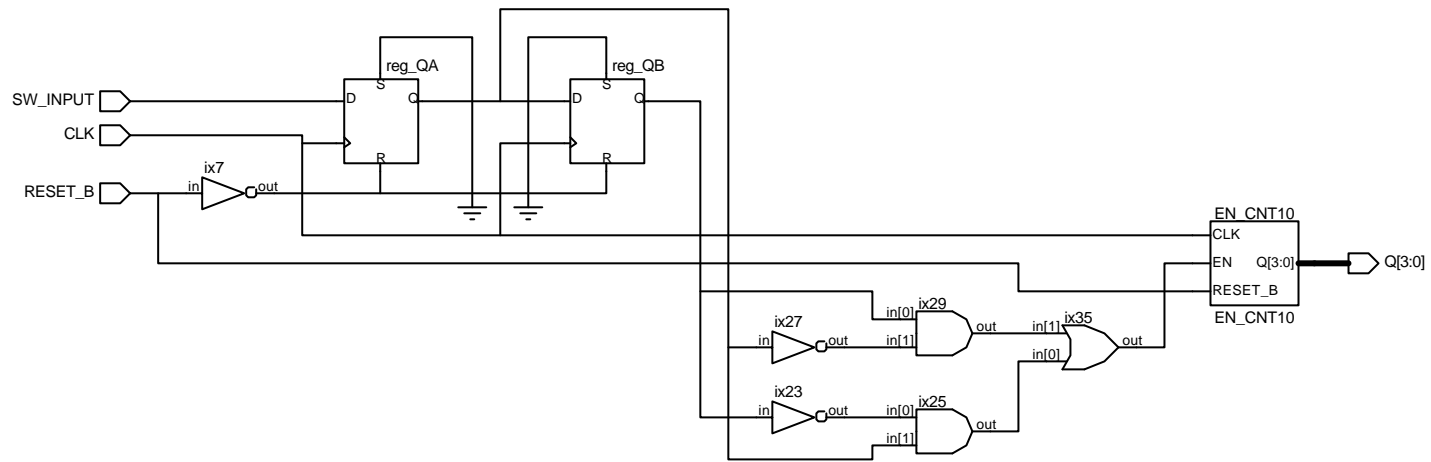 reg_QA
reg_QB
S
S
SW_INPUT
D
Q
D
Q
CLK
R
R
ix7
RESET_B
in
out
EN_CNT10
CLK
EN
Q[3:0]
Q[3:0]
RESET_B
EN_CNT10
ix29
in[0]
ix27
out
in[1]
ix35
in
out
in[1]
in[0]
out
ix23
ix25
in
out
in[0]
out
in[1]